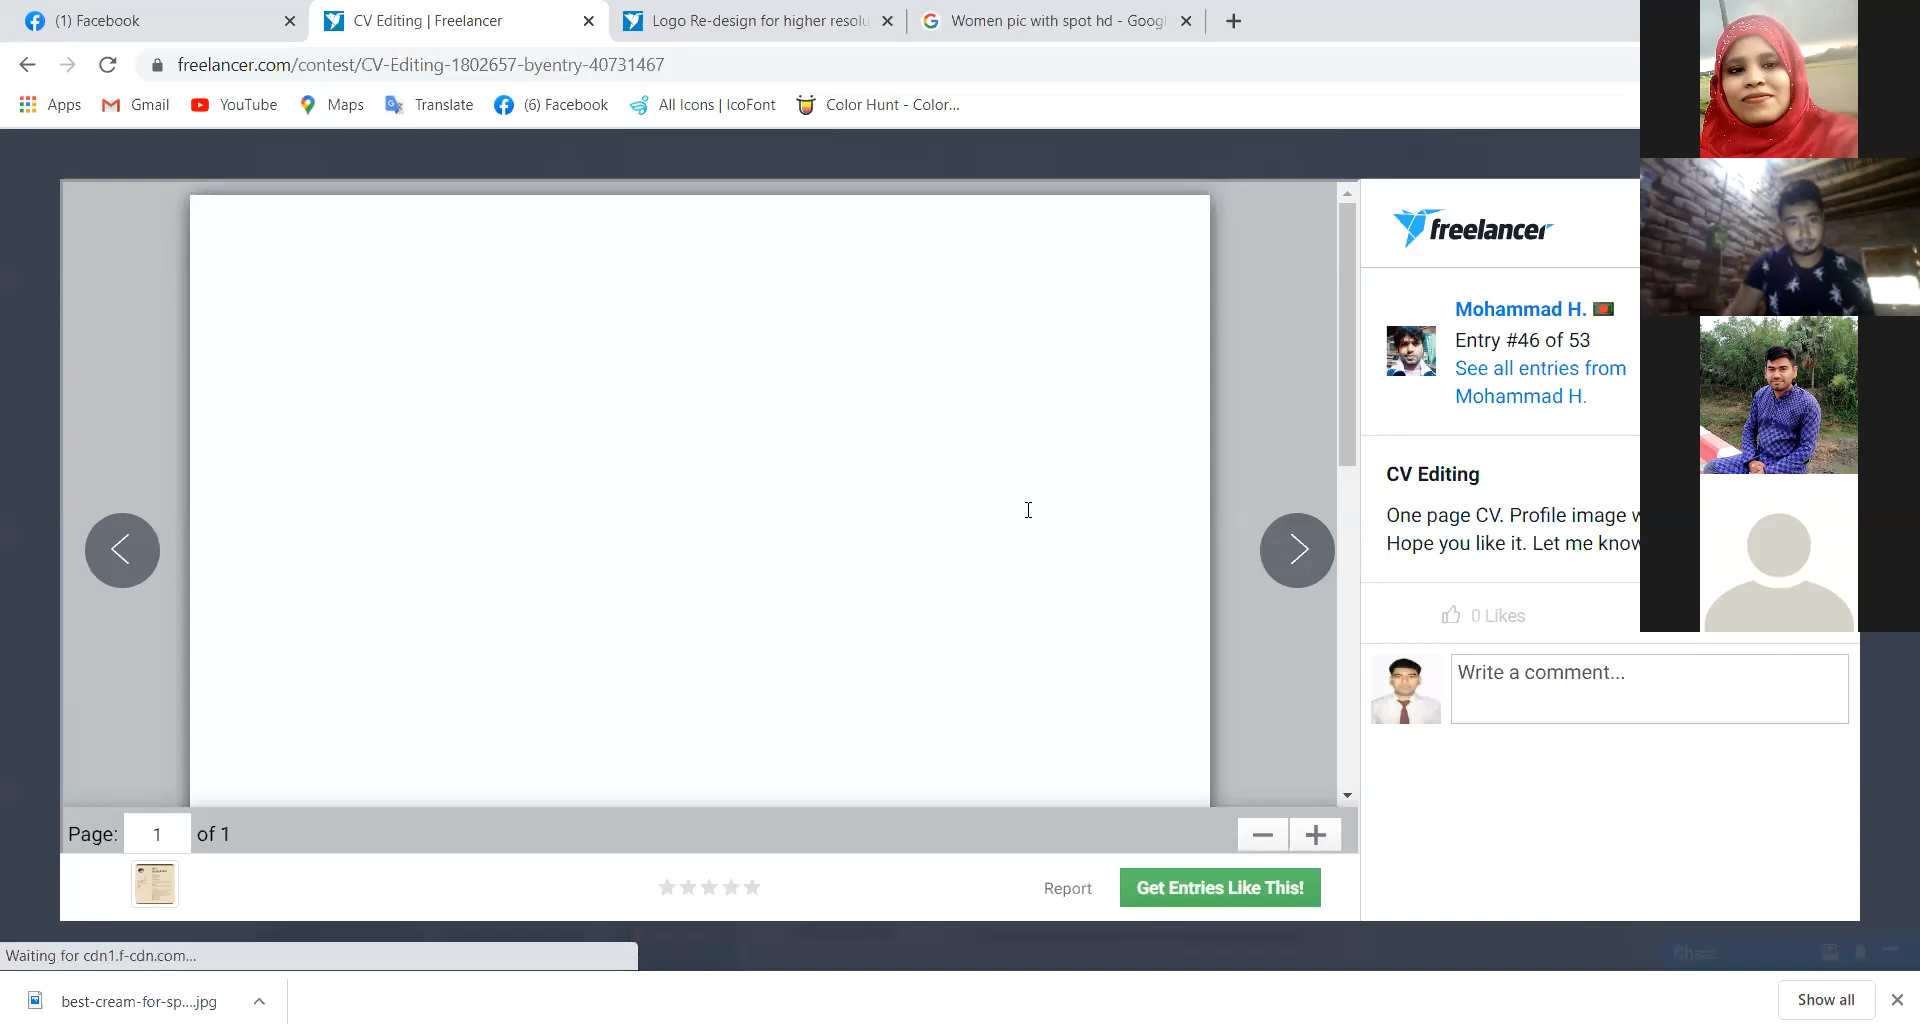 (1) Facebook
CV Editing | Freelancer
Logo Re-design for higher resolu
Women pic with spot hd - Googl
freelancer.com/contest/CV-Editing-1802657-byentry-40731467
Apps
Gmail
YouTube
Maps
Translate
(6) Facebook
All Icons | IcoFont
Color Hunt - Color...
freelancer
Mohammad H.
Entry #46 of 53
See all entries from
Mohammad H.
CV Editing
One page CV. Profile image
Hope you like it. Let me know
0 Likes
Write a comment...
Page: 1 of 1
Report
Get Entries Like This!
Waiting for cdn1.f-cdn.com...
best-cream-for-sp....jpg
Show all